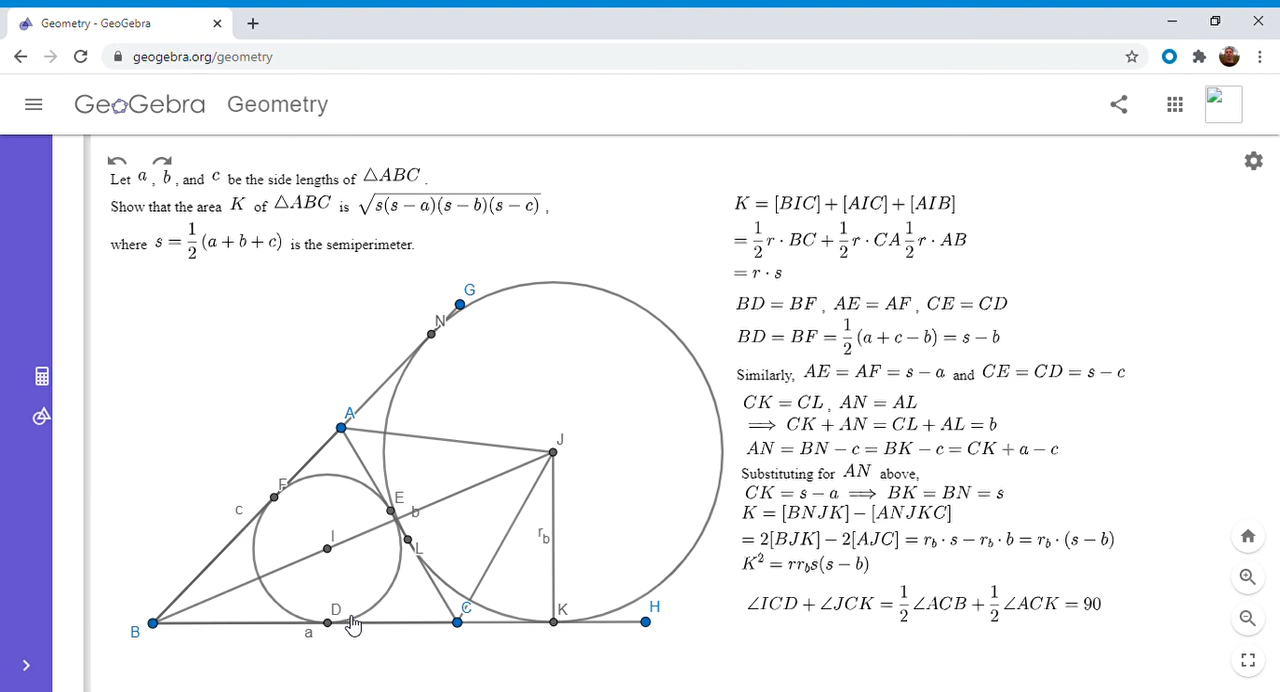 Geometry - GeoGebra
geogebra.org/geometry
GeoGebra Geometry
Let a , b , and c be the side lengths of △ABC .
Show that the area K of △ABC is √s(s − a)(s − b)(s − c) ,
where s = 1/2 (a + b + c) is the semiperimeter.
K = [BIC] + [AIC] + [AIB]
= 1/2 r · BC + 1/2 r · CA 1/2 r · AB
= r · s
BD = BF , AE = AF , CE = CD
BD = BF = 1/2 (a + c − b) = s − b
Similarly, AE = AF = s − a and CE = CD = s − c
CK = CL , AN = AL
⟹ CK + AN = CL + AL = b
AN = BN − c = BK − c = CK + a − c
Substituting for AN above,
CK = s − a ⟹ BK = BN = s
K = [BNJK] − [ANJKC]
= 2[BJK] − 2[AJC] = r_b · s − r_b · b = r_b · (s − b)
K² = rr_b s(s − b)
∠ICD + ∠JCK = 1/2 ∠ACB + 1/2 ∠ACK = 90
G
N
A
J
F
E
c
b
I
L
r_b
D
C
K
H
B
a